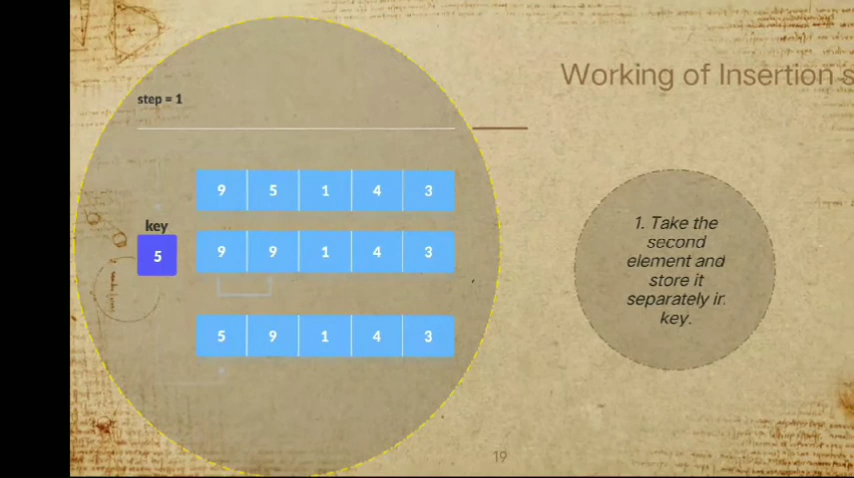 Working of Insertion s
step = 1
9 5 1 4 3
key
5
9 9 1 4 3
5 9 1 4 3
1. Take the
second
element and
store it
separately in
key.
19